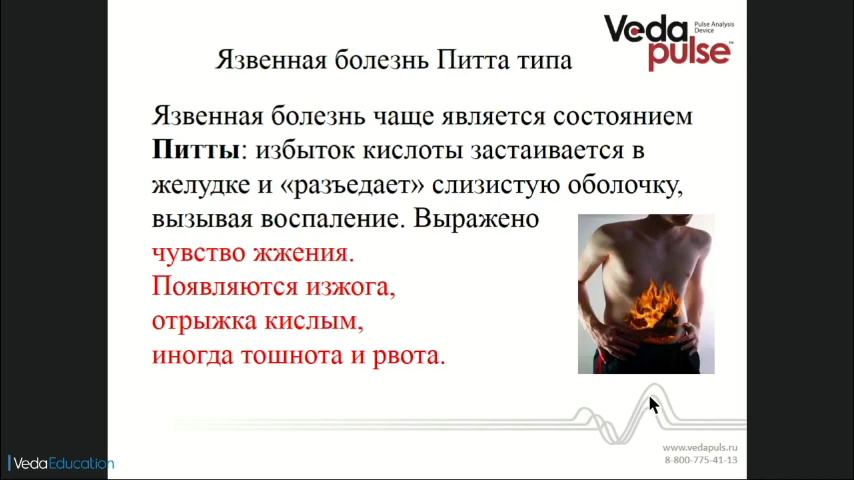 Veda
pulse™
Pulse Analysis
Device
Язвенная болезнь Питта типа
Язвенная болезнь чаще является состоянием
Питты: избыток кислоты застаивается в
желудке и «разъедает» слизистую оболочку,
вызывая воспаление. Выражено
чувство жжения.
Появляются изжога,
отрыжка кислым,
иногда тошнота и рвота.
www.vedapuls.ru
8-800-775-41-13
VedaEducation